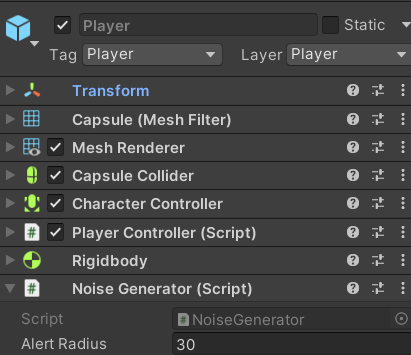 Player Static
Tag Player Layer Player
Transform
Capsule (Mesh Filter)
Mesh Renderer
Capsule Collider
Character Controller
Player Controller (Script)
Rigidbody
Noise Generator (Script)
Script NoiseGenerator
Alert Radius 30